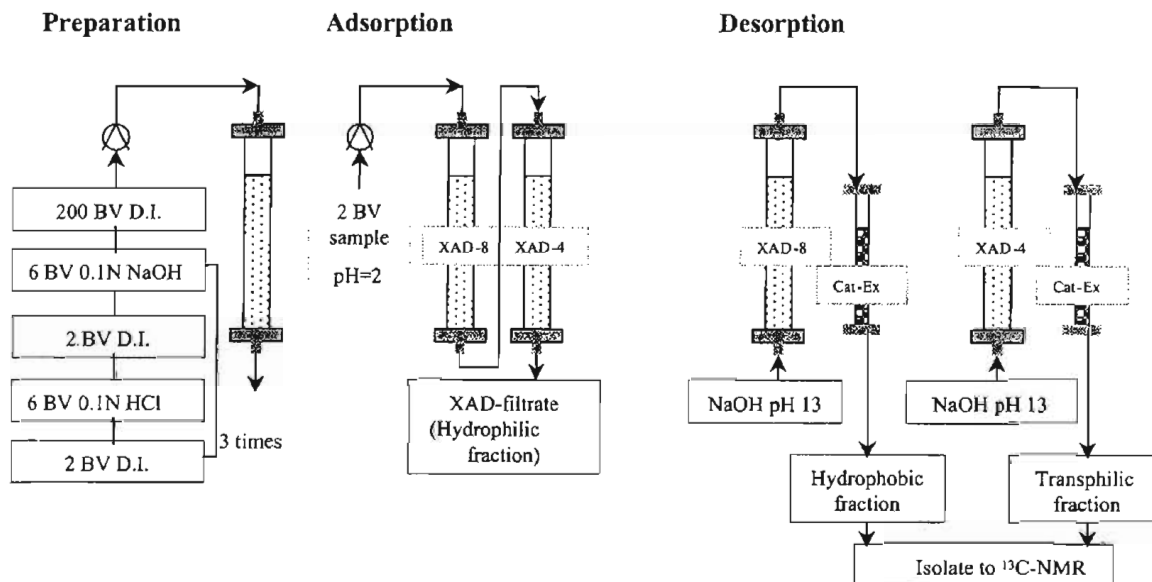 Preparation
Adsorption
Desorption
200 BV D.I.
6 BV 0.1N NaOH
2 BV D.I.
6 BV 0.1N HCl
2 BV D.I.
3 times
2 BV
sample
pH=2
XAD-8
XAD-4
XAD-filtrate
(Hydrophilic
fraction)
XAD-8
Cat-Ex
NaOH pH 13
Hydrophobic
fraction
XAD-4
Cat-Ex
NaOH pH 13
Transphilic
fraction
Isolate to ¹³C-NMR